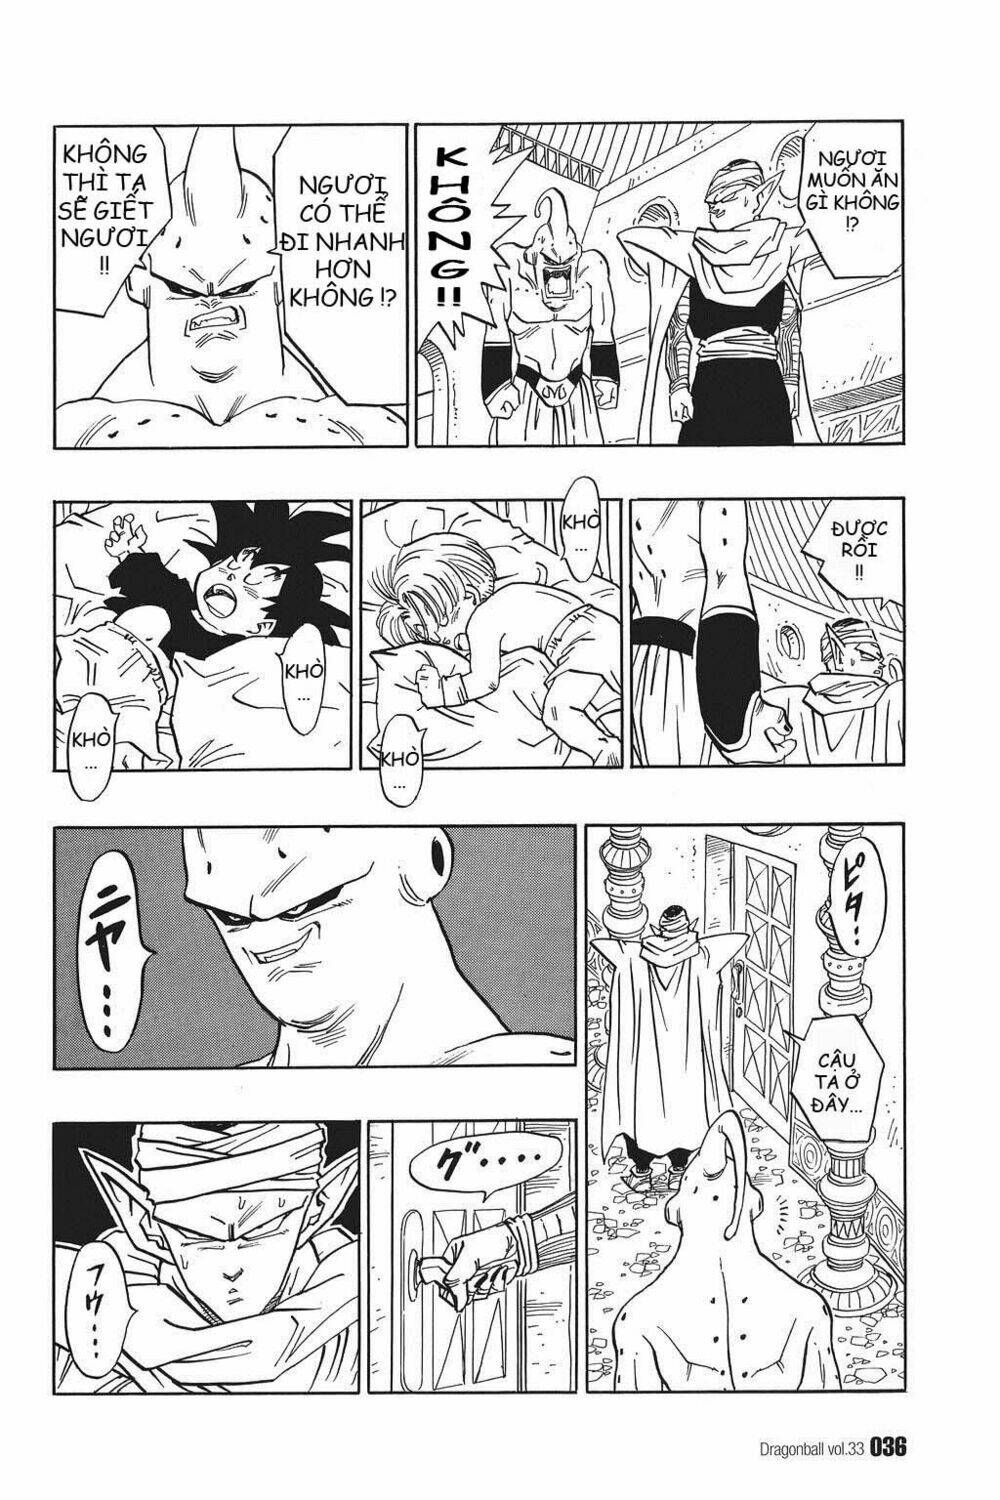 NGƯƠI
MUỐN ĂN
GÌ KHÔNG
!?
KHÔNG!!
NGƯƠI
CÓ THỂ
ĐI NHANH
HƠN
KHÔNG !?
KHÔNG
THÌ TA
SẼ GIẾT
NGƯƠI
!!
ĐƯỢC
RỒI
!!
KHÒ
...
KHÒ
...
KHÒ
...
KHÒ
...
ピタ…
CẬU
TA Ở
ĐÂY...
ニヤ……
グ・・・・
フウ…
Dragonball vol.33 036